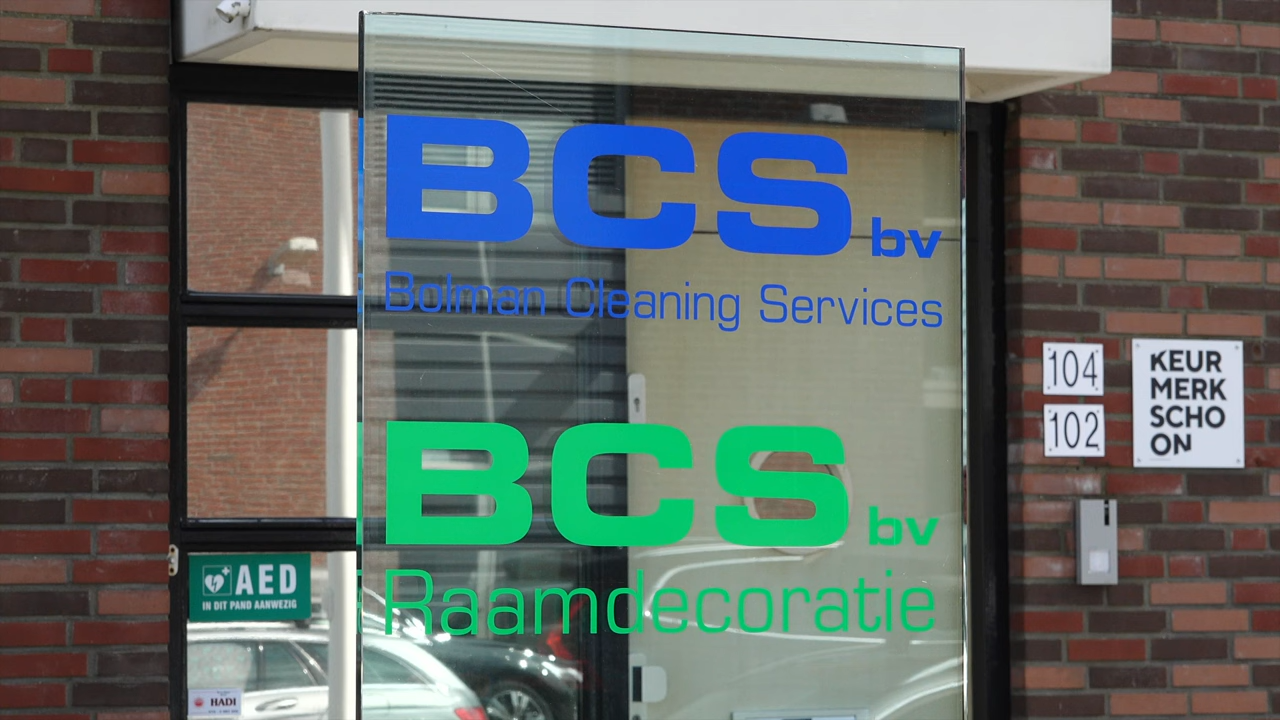 BCS bv
Bolman Cleaning Services
BCS bv
Raamdecoratie
104
102
KEUR
MERK
SCHO
ON
AED
IN DIT PAND AANWEZIG
HADI